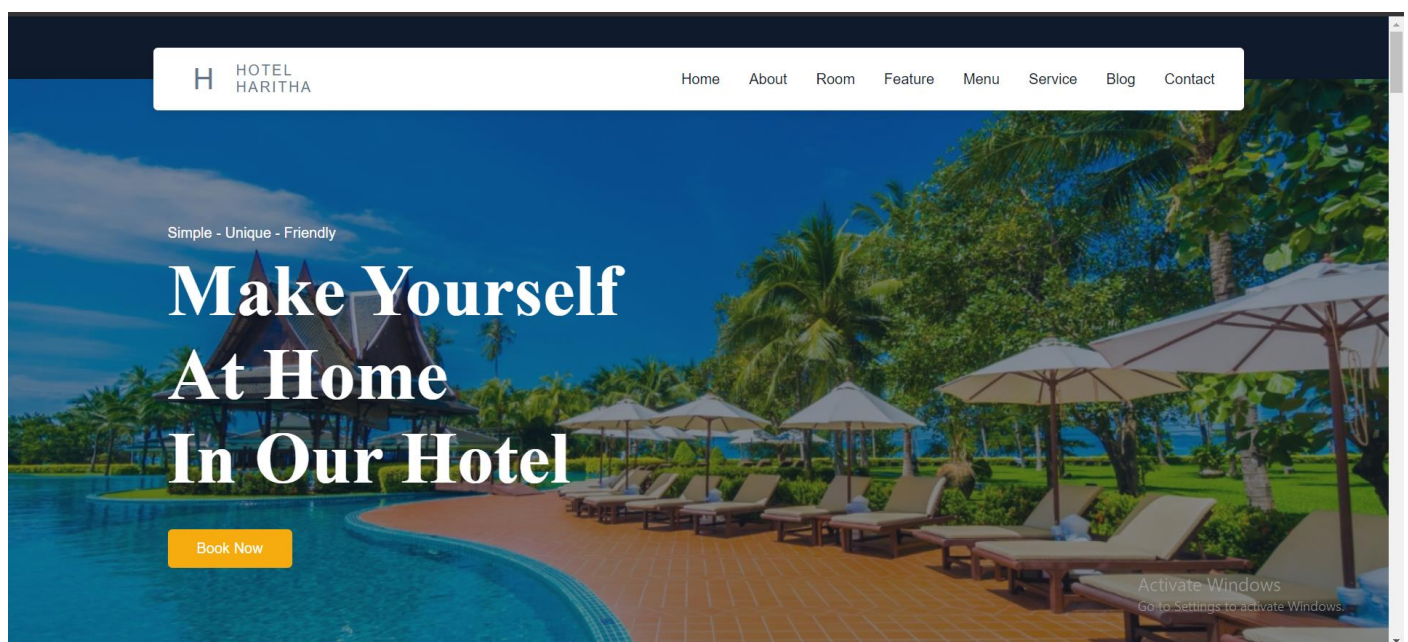 H
HOTEL
HARITHA
Home About Room Feature Menu Service Blog Contact
Simple - Unique - Friendly
Make Yourself
At Home
In Our Hotel
Book Now
Activate Windows
Go to Settings to activate Windows.